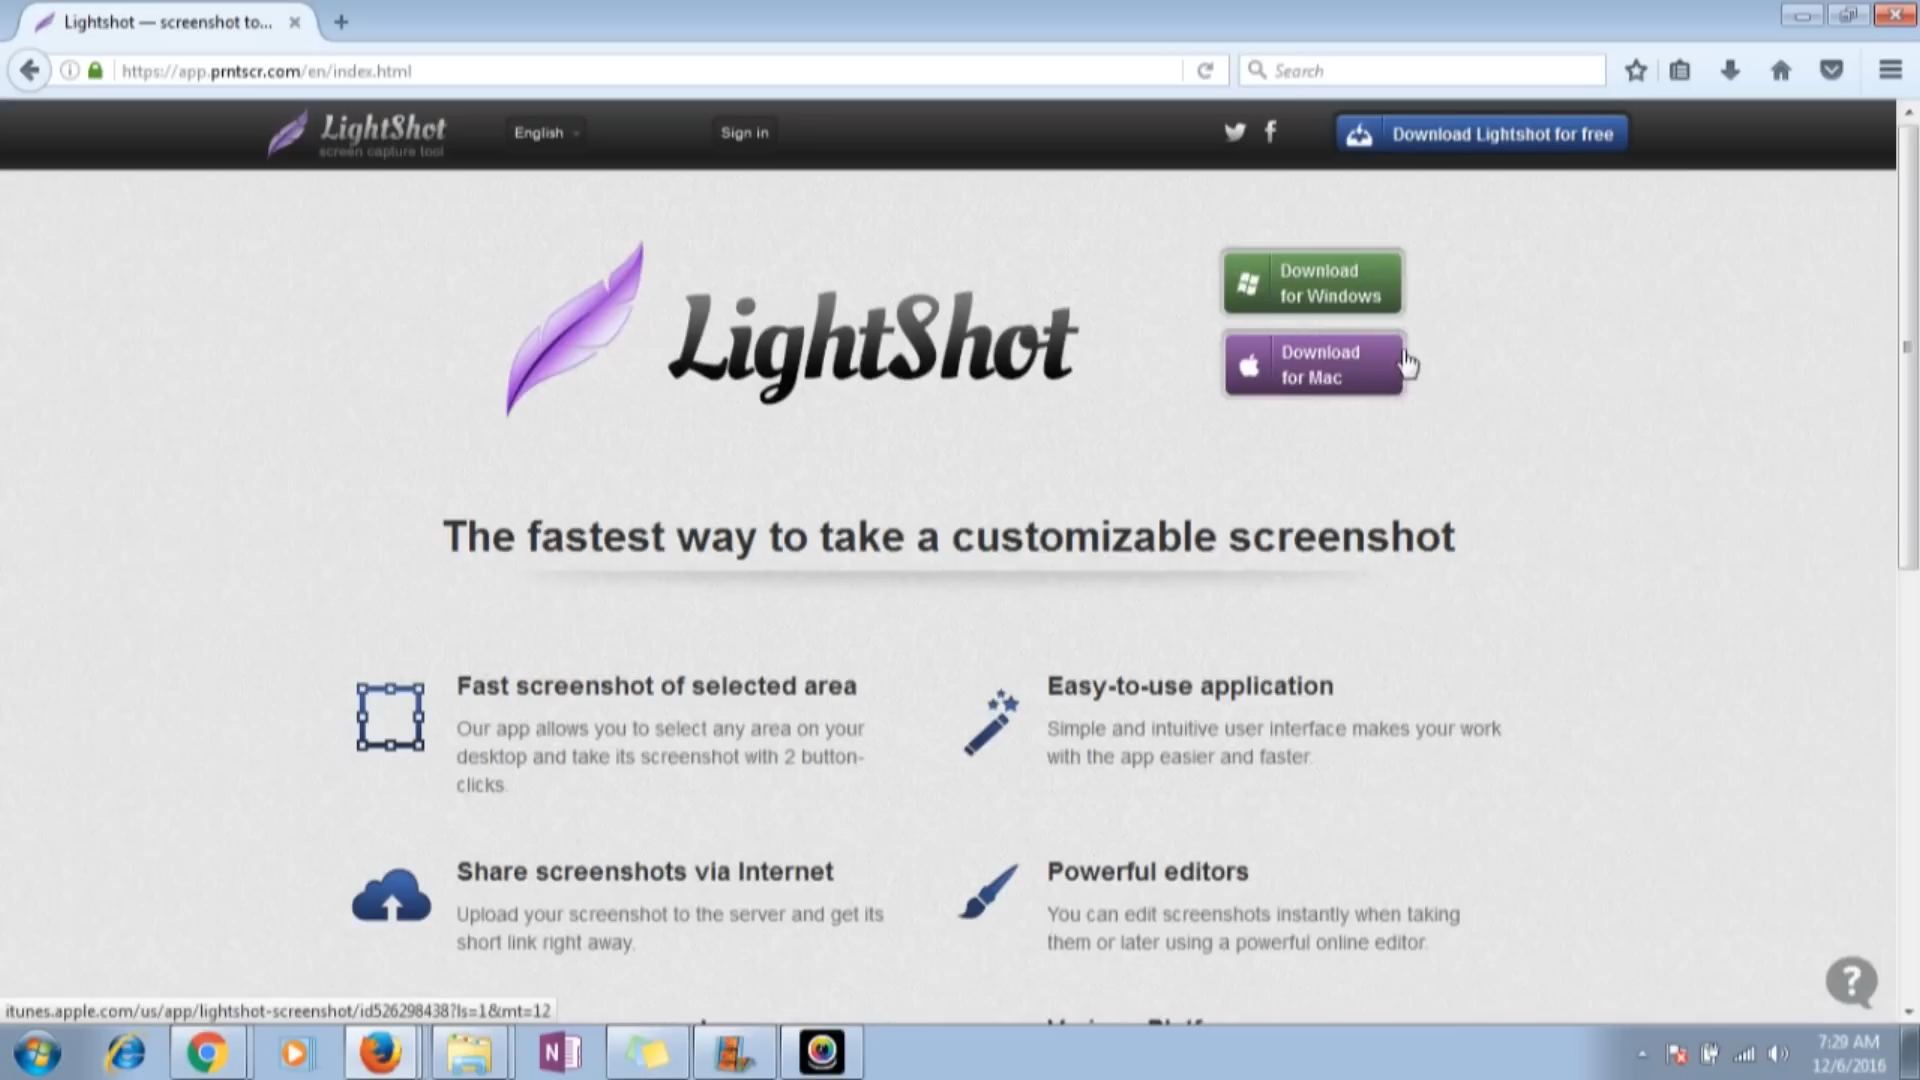 Lightshot — screenshot to...
https://app.prntscr.com/en/index.html
Search
LightShot
screen capture tool
English
Sign in
Download Lightshot for free
LightShot
Download
for Windows
Download
for Mac
The fastest way to take a customizable screenshot
Fast screenshot of selected area
Our app allows you to select any area on your
desktop and take its screenshot with 2 button-
clicks.
Easy-to-use application
Simple and intuitive user interface makes your work
with the app easier and faster.
Share screenshots via Internet
Upload your screenshot to the server and get its
short link right away.
Powerful editors
You can edit screenshots instantly when taking
them or later using a powerful online editor.
itunes.apple.com/us/app/lightshot-screenshot/id526298438?ls=1&mt=12
7:29 AM
12/6/2016